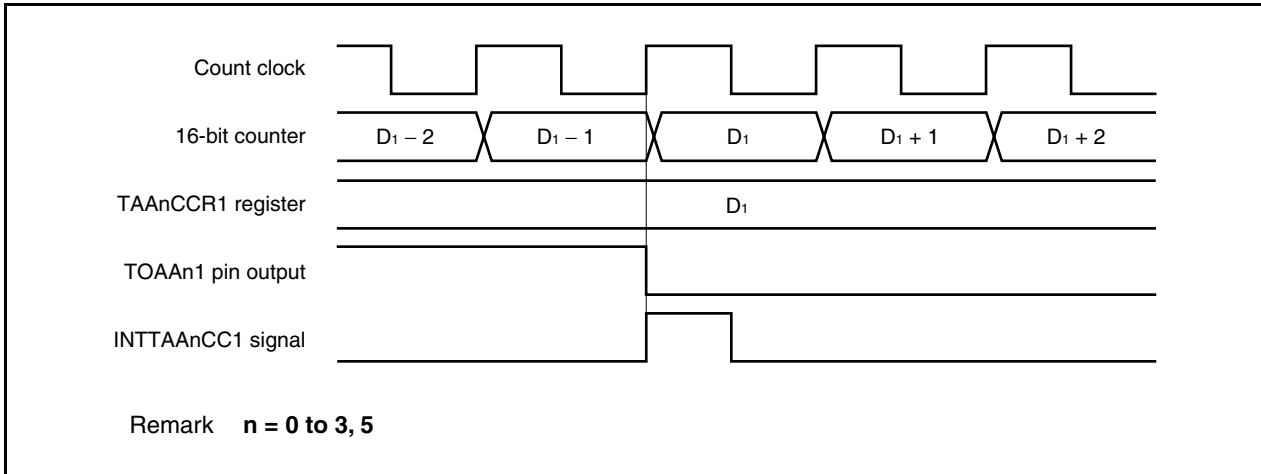 Count clock
16-bit counter D₁ − 2 D₁ − 1 D₁ D₁ + 1 D₁ + 2
TAAnCCR1 register D₁
TOAAn1 pin output
INTTAAnCC1 signal
Remark n = 0 to 3, 5